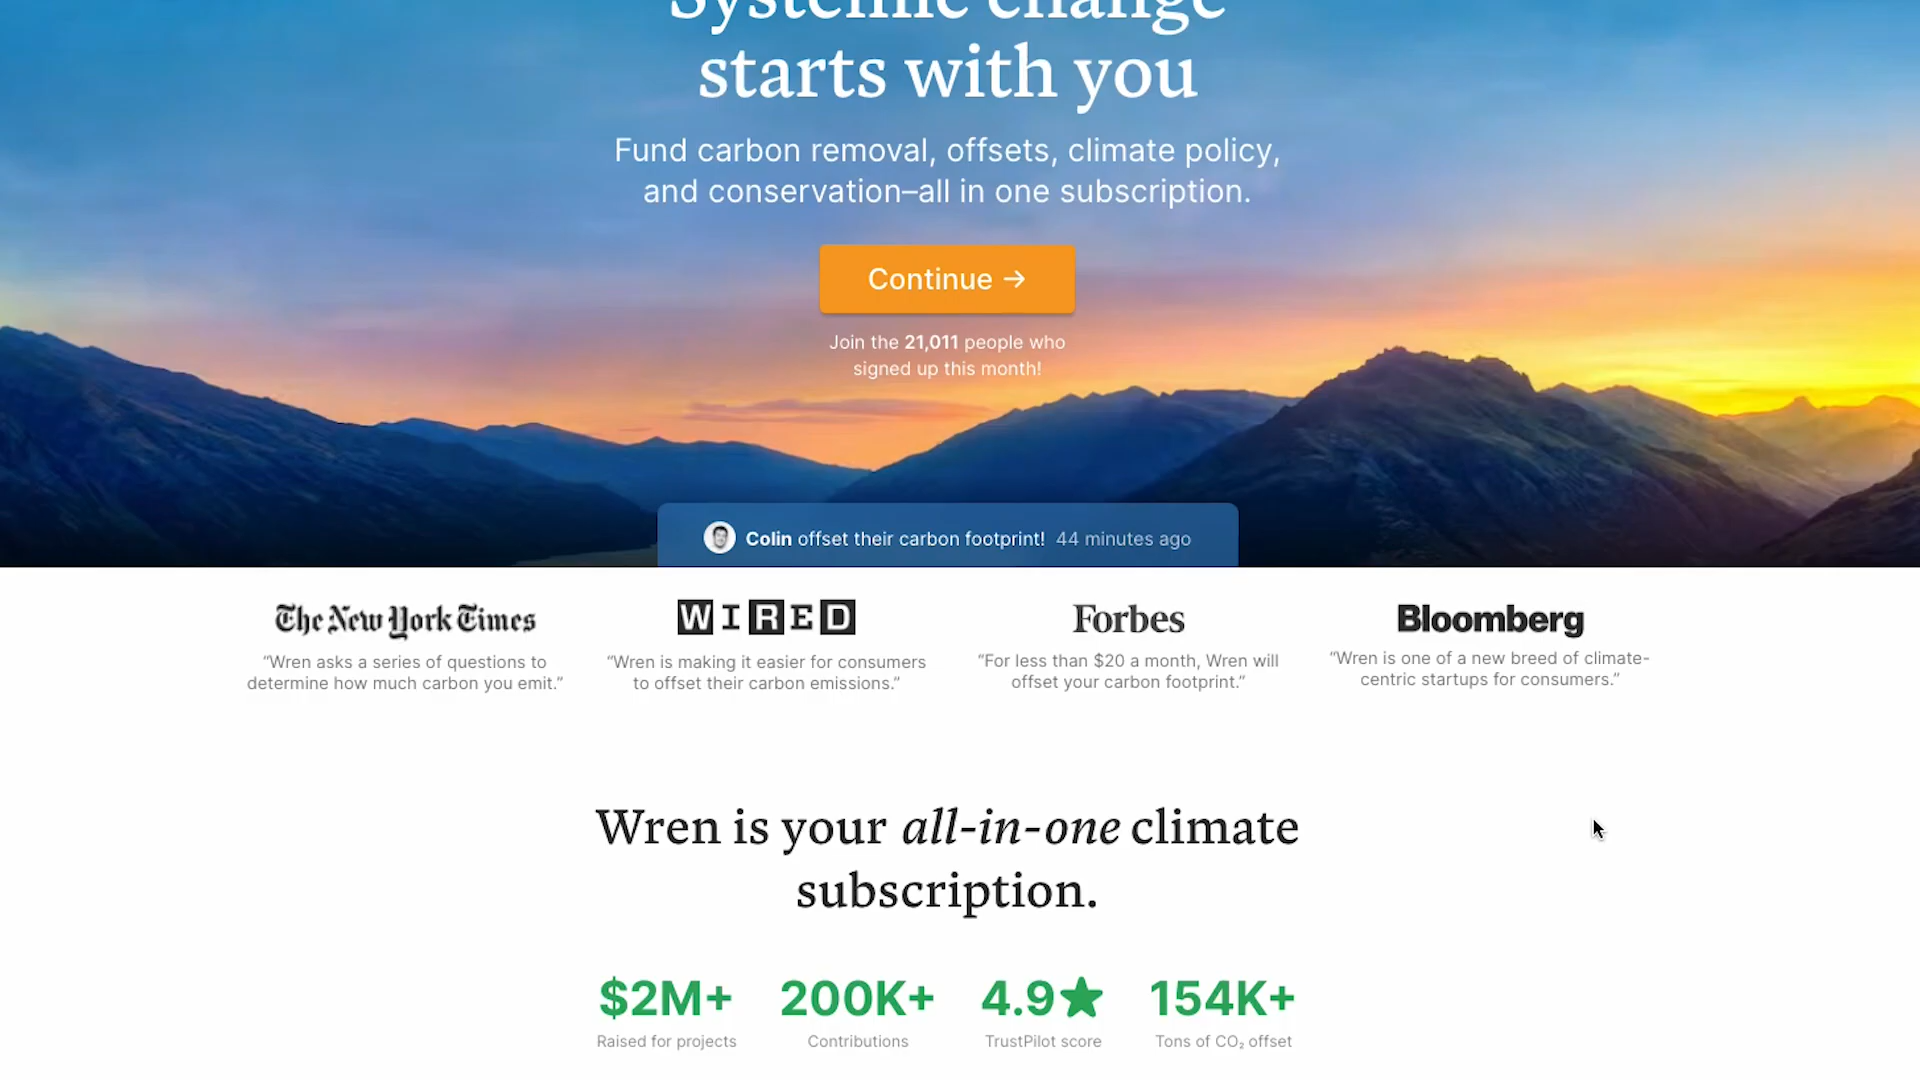 Systemic change
starts with you
Fund carbon removal, offsets, climate policy,
and conservation–all in one subscription.
Continue →
Join the 21,011 people who
signed up this month!
Colin offset their carbon footprint! 44 minutes ago
The New York Times
“Wren asks a series of questions to
determine how much carbon you emit.”
WIRED
“Wren is making it easier for consumers
to offset their carbon emissions.”
Forbes
“For less than $20 a month, Wren will
offset your carbon footprint.”
Bloomberg
“Wren is one of a new breed of climate-
centric startups for consumers.”
Wren is your all-in-one climate
subscription.
$2M+
Raised for projects
200K+
Contributions
4.9★
TrustPilot score
154K+
Tons of CO₂ offset